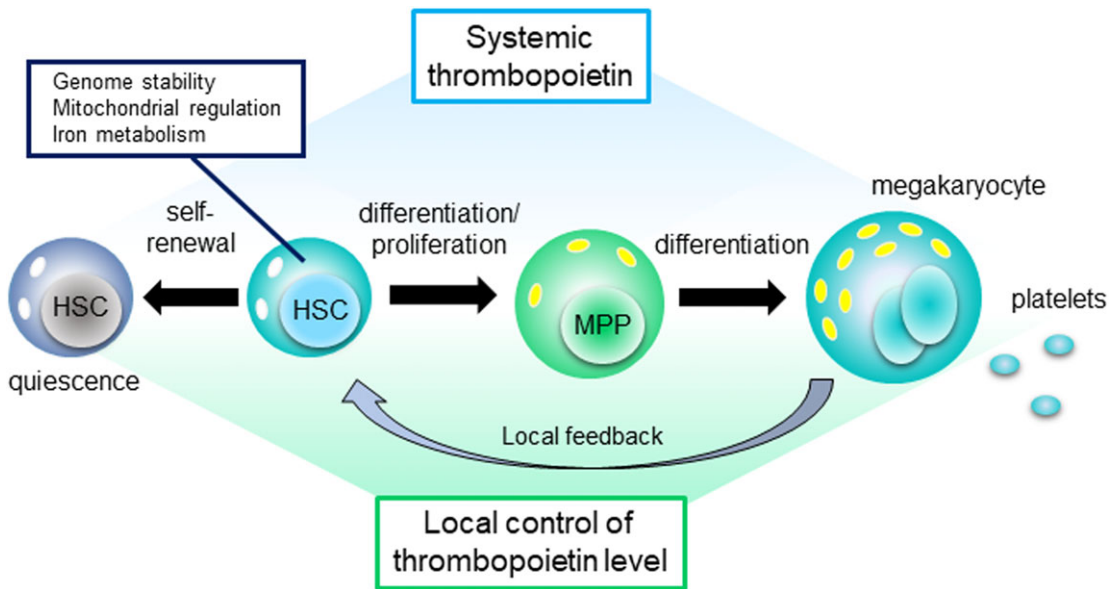 Systemic
thrombopoietin
Genome stability
Mitochondrial regulation
Iron metabolism
megakaryocyte
self-
renewal
differentiation/
proliferation
differentiation
platelets
HSC
HSC
MPP
quiescence
Local feedback
Local control of
thrombopoietin level